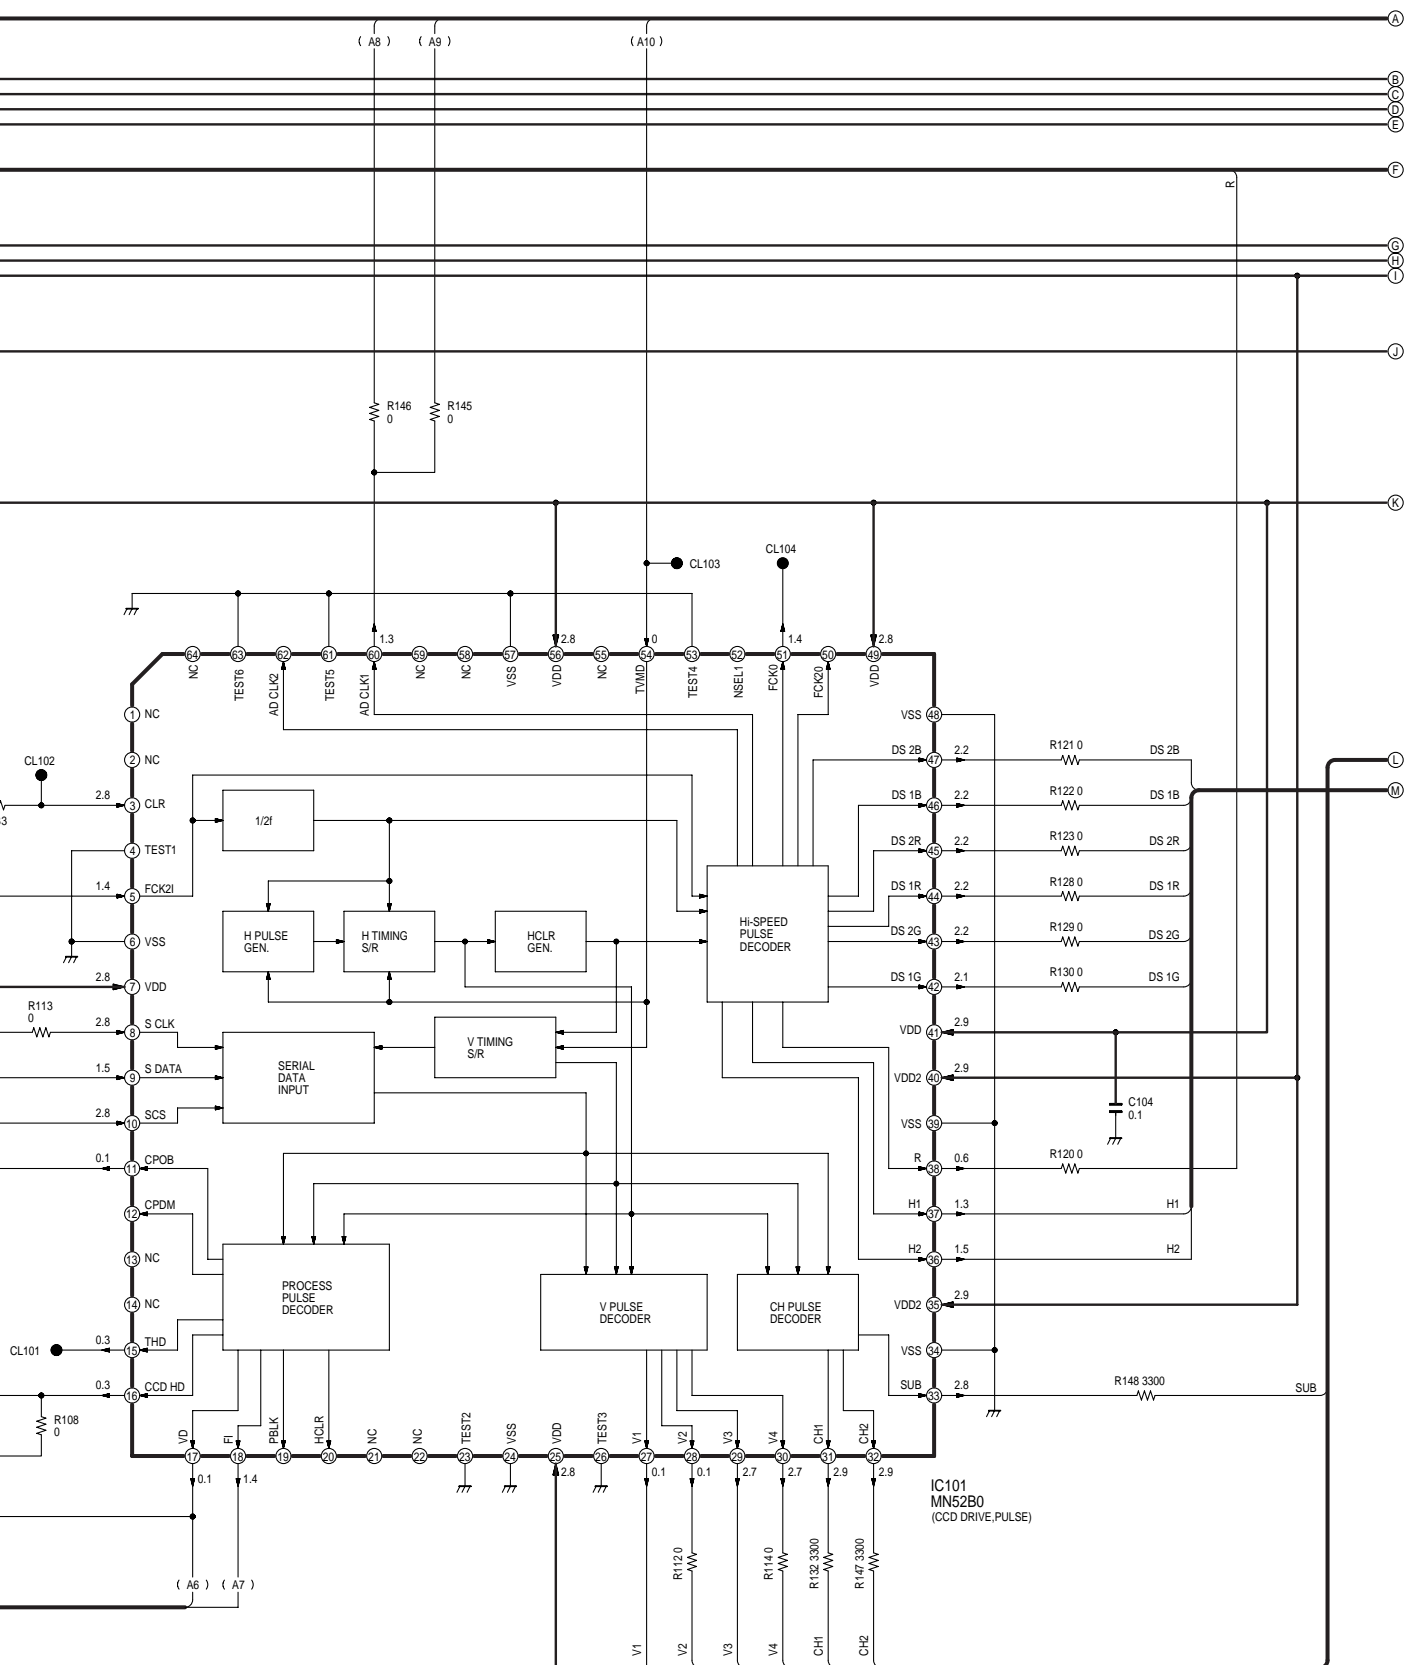 A
( A8 ) ( A9 ) ( A10 )
B
C
D
E
F
R
G
H
I
J
R146
0
R145
0
K
CL103
CL104
1.3 2.8 0 1.4 2.8
64 63 62 61 60 59 58 57 56 55 54 53 52 51 50 49
NC TEST6 AD CLK2 TEST5 AD CLK1 NC NC VSS VDD NC TVMD TEST4 NSEL1 FCK0 FCK20 VDD
1 NC
VSS 48
2 NC
DS 2B 47 2.2 R121 0 DS 2B
L
CL102
2.8 3 CLR
DS 1B 46 2.2 R122 0 DS 1B
M
33
1/2f
4 TEST1
DS 2R 45 2.2 R123 0 DS 2R
1.4 5 FCK2I
DS 1R 44 2.2 R128 0 DS 1R
H PULSE
GEN.
H TIMING
S/R
HCLR
GEN.
Hi-SPEED
PULSE
DECODER
6 VSS
DS 2G 43 2.2 R129 0 DS 2G
2.8 7 VDD
DS 1G 42 2.1 R130 0 DS 1G
R113
0
2.8 8 S CLK
VDD 41 2.9
V TIMING
S/R
SERIAL
DATA
INPUT
1.5 9 S DATA
VDD2 40 2.9
C104
0.1
2.8 10 SCS
VSS 39
0.1 11 CPOB
R 38 0.6 R120 0
12 CPDM
H1 37 1.3 H1
13 NC
H2 36 1.5 H2
PROCESS
PULSE
DECODER
V PULSE
DECODER
CH PULSE
DECODER
14 NC
VDD2 35 2.9
CL101 0.3 15 THD
VSS 34
0.3 16 CCD HD
SUB 33 2.8 R148 3300 SUB
R108
0
VD FI PBLK HCLR NC NC TEST2 VSS VDD TEST3 V1 V2 V3 V4 CH1 CH2
17 18 19 20 21 22 23 24 25 26 27 28 29 30 31 32
0.1 1.4 2.8 0.1 0.1 2.7 2.7 2.9 2.9
IC101
MN52B0
(CCD DRIVE,PULSE)
R112 0 R114 0 R132 3300 R147 3300
( A6 ) ( A7 )
V1 V2 V3 V4 CH1 CH2